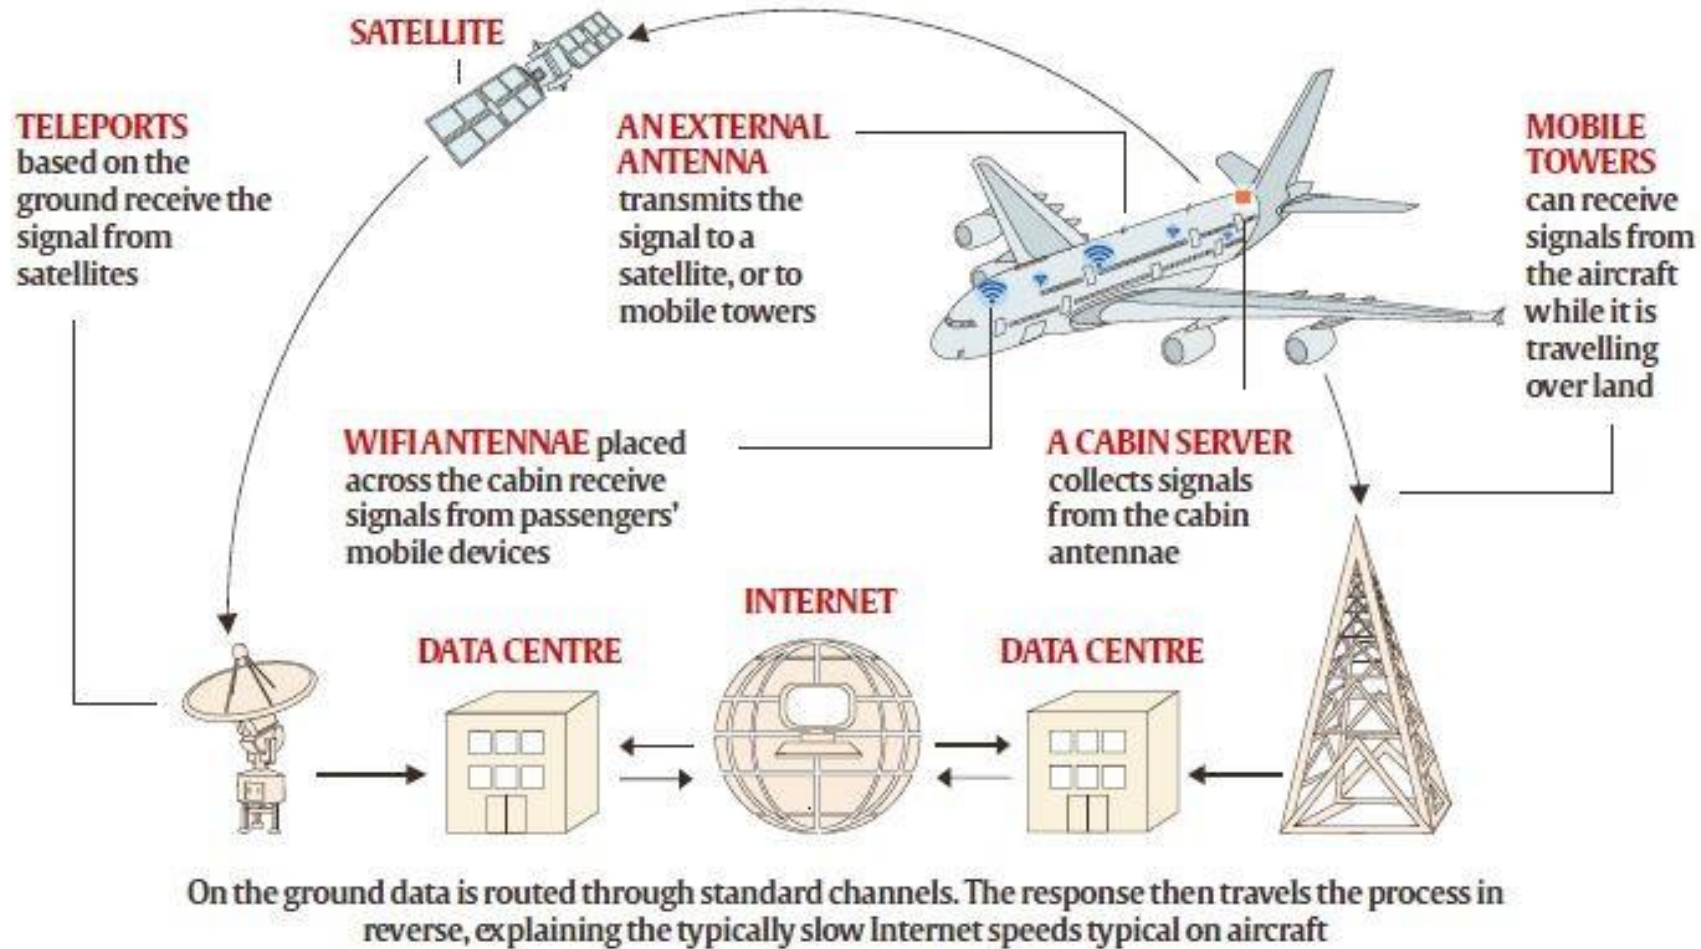 SATELLITE
TELEPORTS
based on the
ground receive the
signal from
satellites
AN EXTERNAL
ANTENNA
transmits the
signal to a
satellite, or to
mobile towers
MOBILE
TOWERS
can receive
signals from
the aircraft
while it is
travelling
over land
WIFI ANTENNAE placed
across the cabin receive
signals from passengers'
mobile devices
A CABIN SERVER
collects signals
from the cabin
antennae
INTERNET
DATA CENTRE
DATA CENTRE
On the ground data is routed through standard channels. The response then travels the process in
reverse, explaining the typically slow Internet speeds typical on aircraft